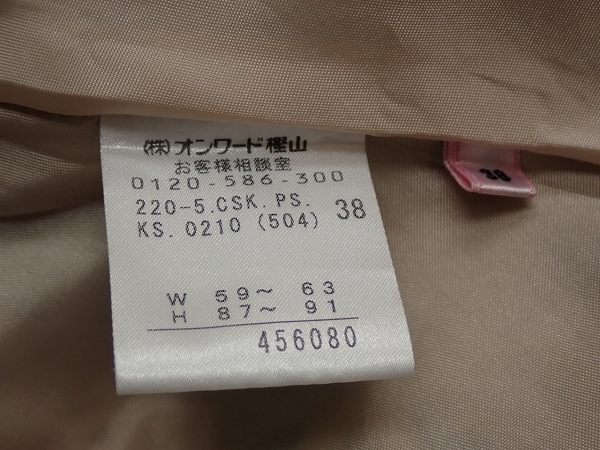 (株)オンワード樫山
お客様相談室
0120-586-300
220-5.CSK.PS. 38
KS.0210 (504)
W 59〜 63
H 87〜 91
456080
38